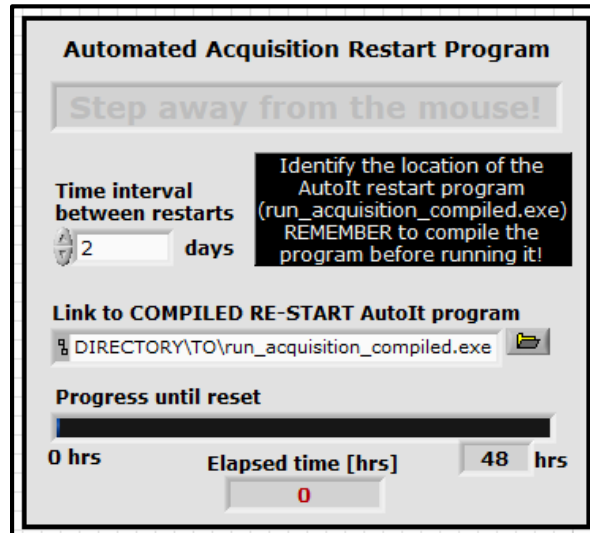 Automated Acquisition Restart Program
Step away from the mouse!
Identify the location of the
AutoIt restart program
(run_acquisition_compiled.exe)
REMEMBER to compile the
program before running it!
Time interval
between restarts
2 days
Link to COMPILED RE-START AutoIt program
DIRECTORY\TO\run_acquisition_compiled.exe
Progress until reset
0 hrs
48 hrs
Elapsed time [hrs]
0